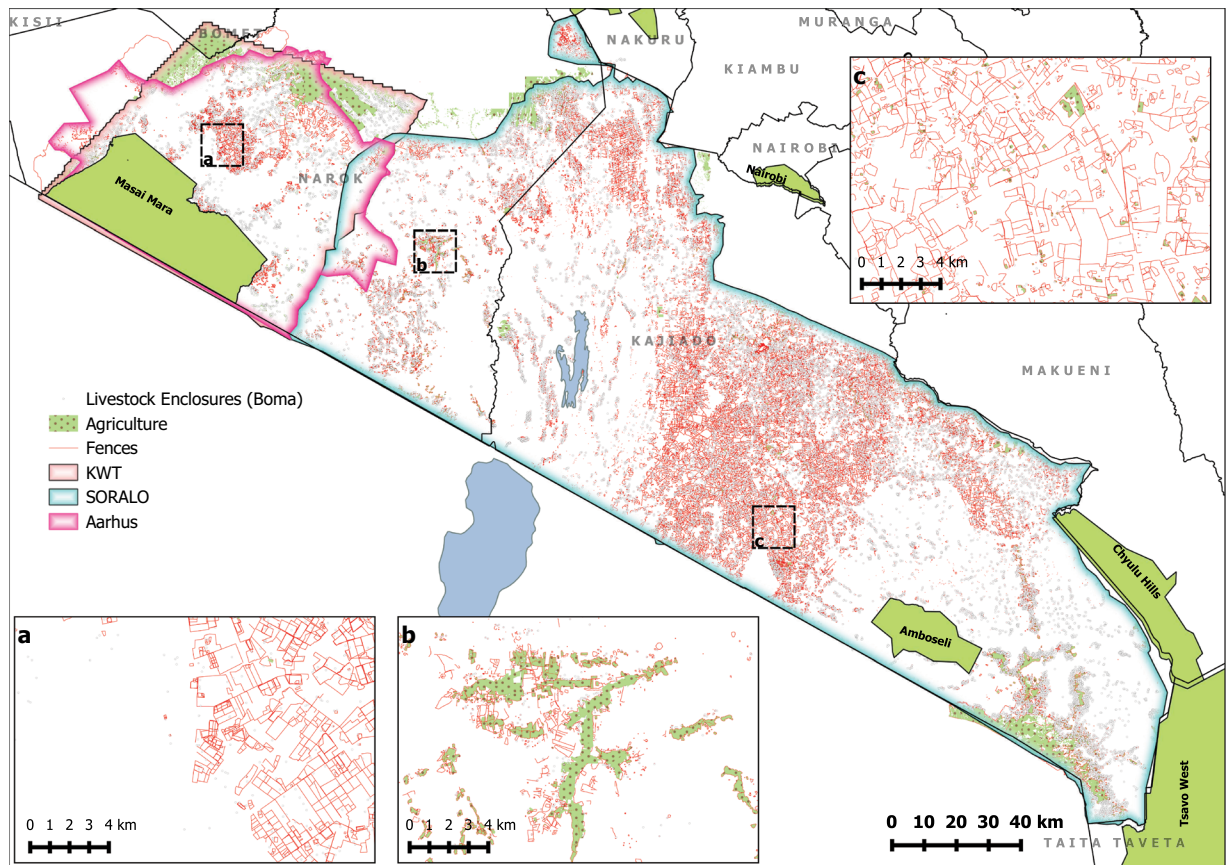 KISII
BOMET
NAKURU
MURANGA
KIAMBU
NAIROBI
Nairobi
NAROK
Masai Mara
a
b
KAJIADO
MAKUENI
c
Amboseli
Chyulu Hills
Tsavo West
TAITA TAVETA
c
0 1 2 3 4 km
Livestock Enclosures (Boma)
Agriculture
Fences
KWT
SORALO
Aarhus
a
0 1 2 3 4 km
b
0 1 2 3 4 km
0 10 20 30 40 km